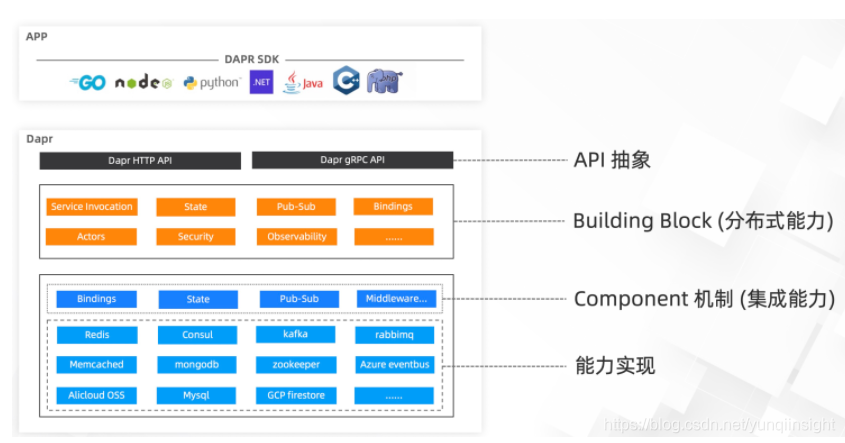 APP
DAPR SDK
GO node python .NET Java C++ php
Dapr
Dapr HTTP API Dapr gRPC API API 抽象
Service Invocation State Pub-Sub Bindings
Building Block (分布式能力)
Actors Security Observability ......
Bindings State Pub-Sub Middleware... Component 机制 (集成能力)
Redis Consul kafka rabbimq
Memcached mongodb zookeeper Azure eventbus 能力实现
Alicloud OSS Mysql GCP firestore ......
https://blog.csdn.net/yunqiinsight